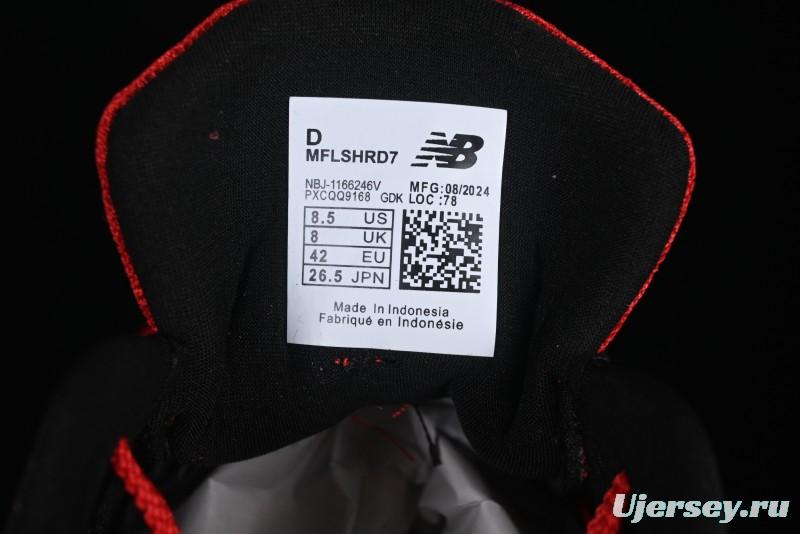 D
MFLSHRD7
NB
NBJ-1166246V
PXCQQ9168 GDK
MFG:08/2024
LOC :78
8.5 US
8 UK
42 EU
26.5 JPN
Made In Indonesia
Fabriqué en Indonésie
Ujersey.ru